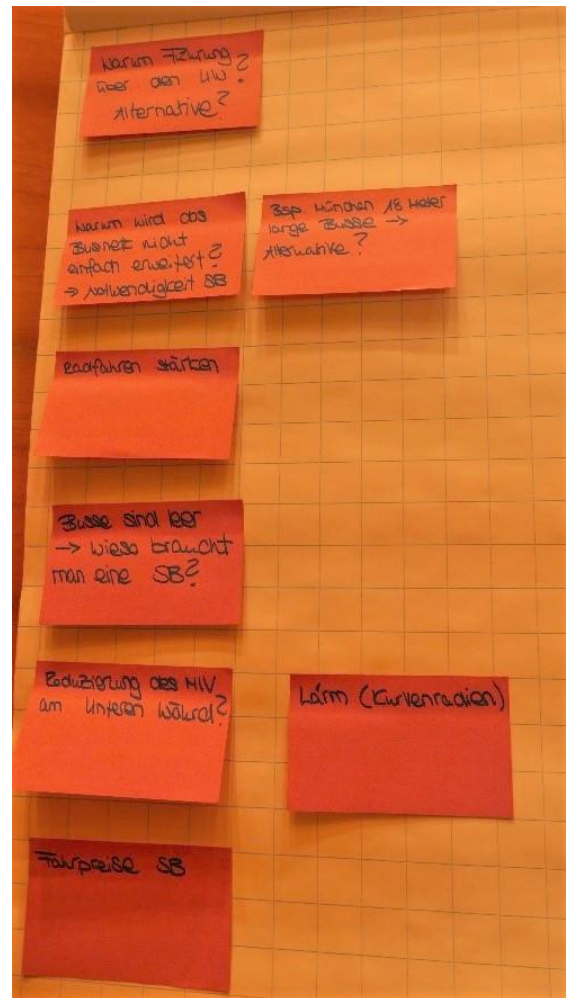 Warum Führung
über den UW?
Alternative?
Warum wird das
Busnetz nicht
einfach erweitert?
→ Notwendigkeit SB
Bsp. München 18 Meter
lange Busse →
Alternative?
Radfahren stärken
Busse sind leer
→ Wieso braucht
man eine SB?
Reduzierung des MIV
am Unteren Wöhrd?
Lärm (Kurvenradien)
Fahrpreise SB